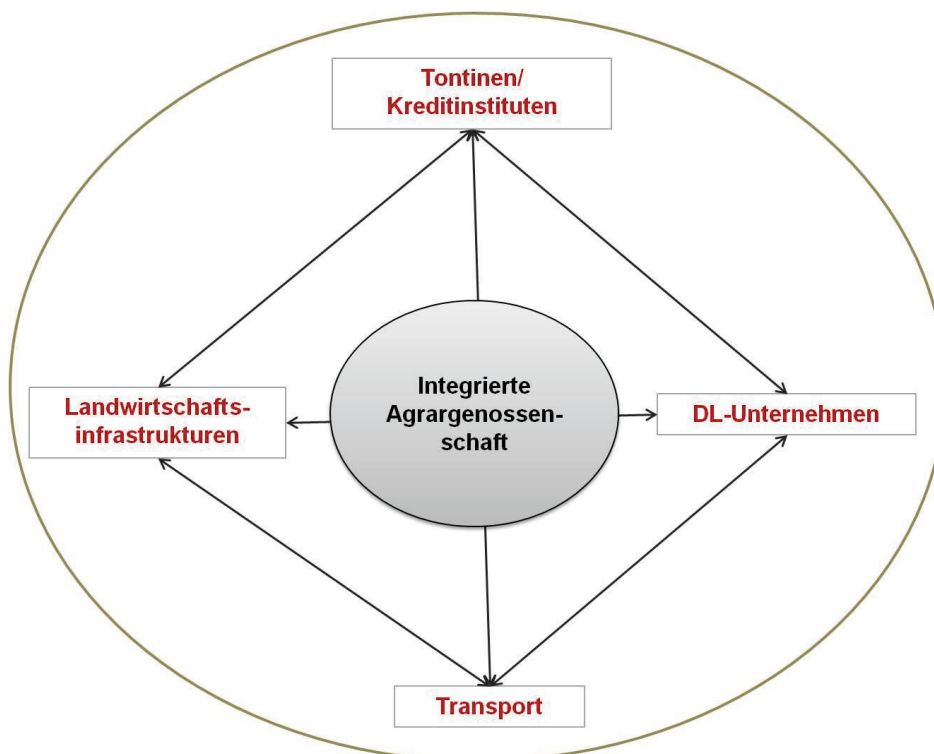 Tontinen/
Kreditinstituten
Landwirtschafts-
infrastrukturen
Integrierte
Agrargenossen-
schaft
DL-Unternehmen
Transport